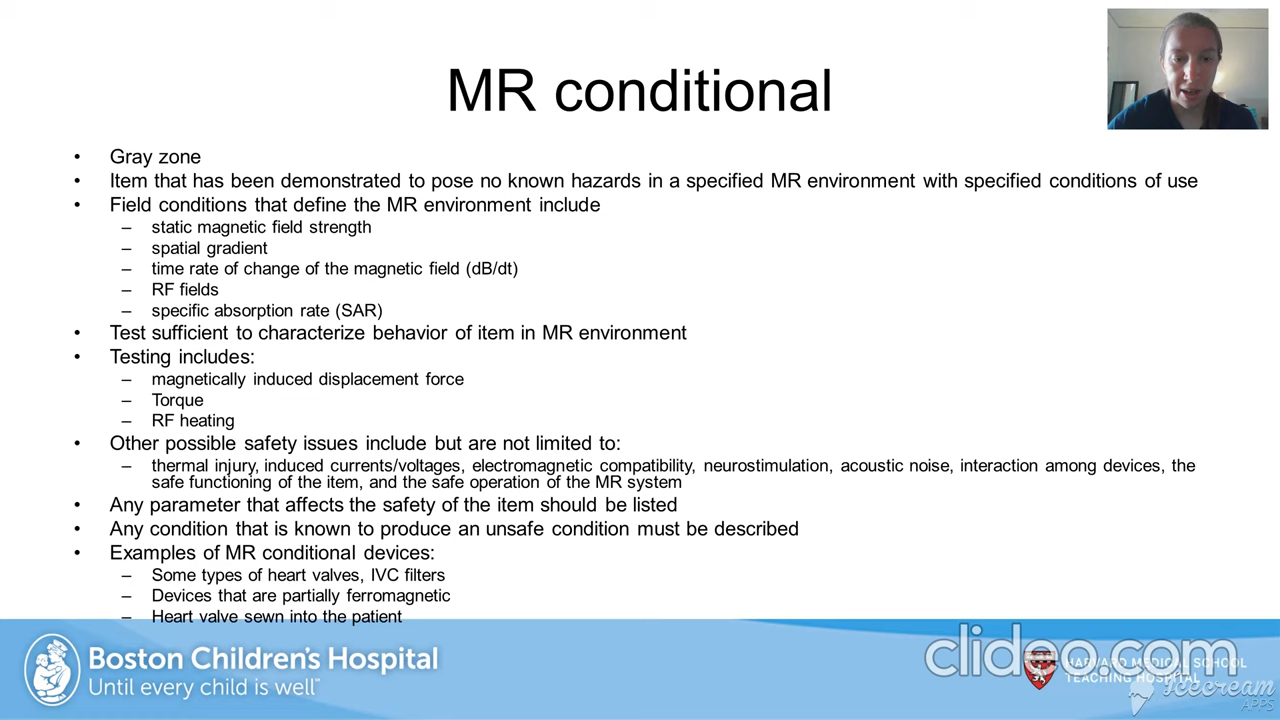 MR conditional
• Gray zone
• Item that has been demonstrated to pose no known hazards in a specified MR environment with specified conditions of use
• Field conditions that define the MR environment include
– static magnetic field strength
– spatial gradient
– time rate of change of the magnetic field (dB/dt)
– RF fields
– specific absorption rate (SAR)
• Test sufficient to characterize behavior of item in MR environment
• Testing includes:
– magnetically induced displacement force
– Torque
– RF heating
• Other possible safety issues include but are not limited to:
– thermal injury, induced currents/voltages, electromagnetic compatibility, neurostimulation, acoustic noise, interaction among devices, the
safe functioning of the item, and the safe operation of the MR system
• Any parameter that affects the safety of the item should be listed
• Any condition that is known to produce an unsafe condition must be described
• Examples of MR conditional devices:
– Some types of heart valves, IVC filters
– Devices that are partially ferromagnetic
– Heart valve sewn into the patient
Boston Children's Hospital
Until every child is well™
clideo.com
HARVARD MEDICAL SCHOOL
TEACHING HOSPITAL
Icecream
APPS